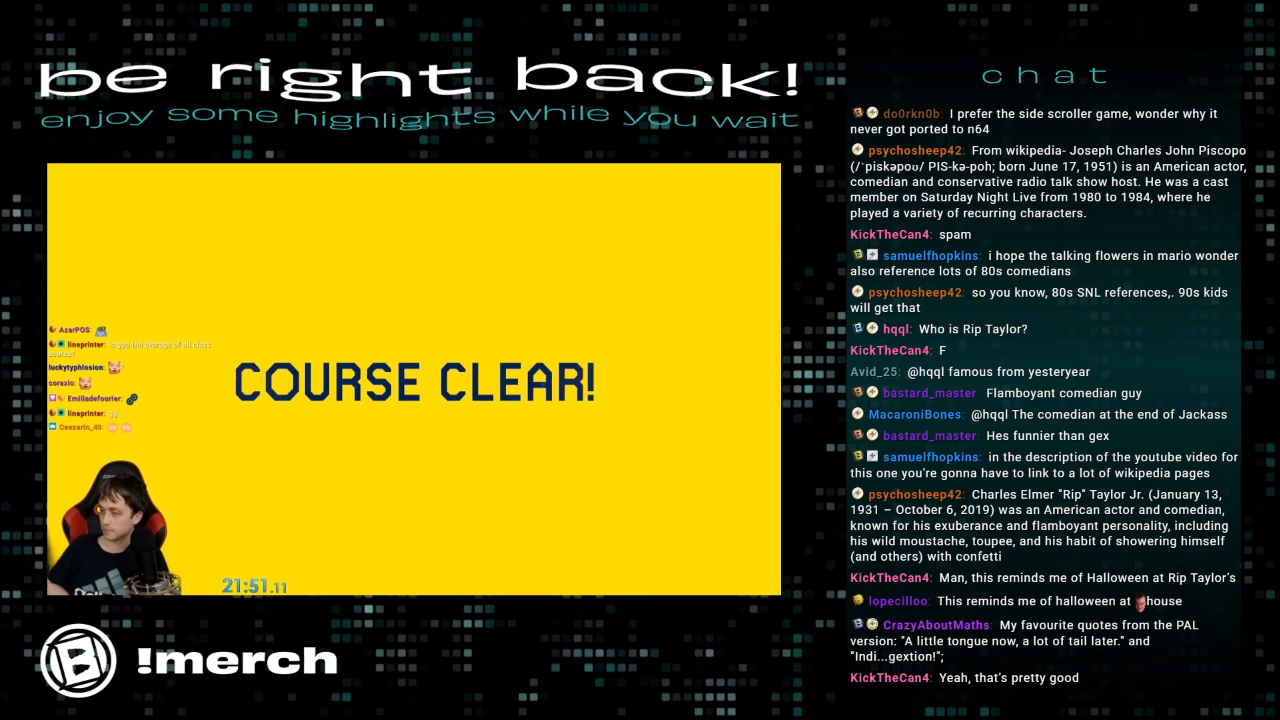 be right back!
enjoy some highlights while you wait
AzarPOS:
lineprinter: is gpa the average of all class
scores?
luckytyphlosion:
coraxio:
Emiliadefourier:
lineprinter: gg
Ceezarin_49:
COURSE CLEAR!
21:51.11
B !merch
chat
do0rkn0b: I prefer the side scroller game, wonder why it
never got ported to n64
psychosheep42: From wikipedia- Joseph Charles John Piscopo
(/ˈpɪskəpoʊ/ PIS-kə-poh; born June 17, 1951) is an American actor,
comedian and conservative radio talk show host. He was a cast
member on Saturday Night Live from 1980 to 1984, where he
played a variety of recurring characters.
KickTheCan4: spam
samuelfhopkins: i hope the talking flowers in mario wonder
also reference lots of 80s comedians
psychosheep42: so you know, 80s SNL references,. 90s kids
will get that
hqql: Who is Rip Taylor?
KickTheCan4: F
Avid_25: @hqql famous from yesteryear
bastard_master Flamboyant comedian guy
MacaroniBones: @hqql The comedian at the end of Jackass
bastard_master: Hes funnier than gex
samuelfhopkins: in the description of the youtube video for
this one you're gonna have to link to a lot of wikipedia pages
psychosheep42: Charles Elmer "Rip" Taylor Jr. (January 13,
1931 – October 6, 2019) was an American actor and comedian,
known for his exuberance and flamboyant personality, including
his wild moustache, toupee, and his habit of showering himself
(and others) with confetti
KickTheCan4: Man, this reminds me of Halloween at Rip Taylor's
lopecilloo: This reminds me of halloween at house
CrazyAboutMaths: My favourite quotes from the PAL
version: "A little tongue now, a lot of tail later." and
"Indi...gextion!";
KickTheCan4: Yeah, that's pretty good